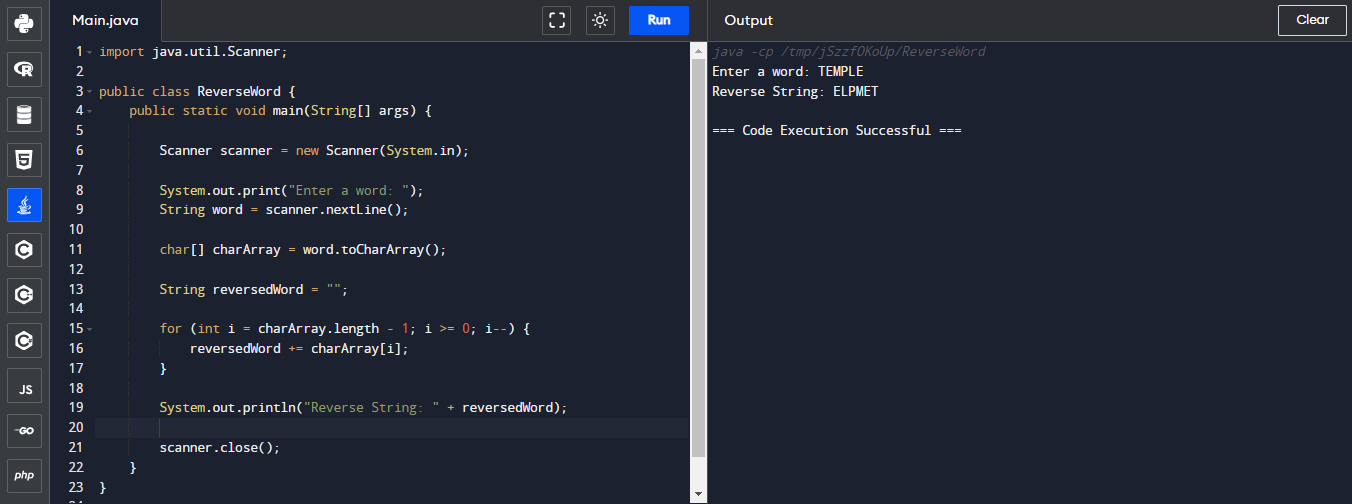 Main.java
Run
Output
Clear
1 import java.util.Scanner;
2
3 public class ReverseWord {
4     public static void main(String[] args) {
5
6         Scanner scanner = new Scanner(System.in);
7
8         System.out.print("Enter a word: ");
9         String word = scanner.nextLine();
10
11         char[] charArray = word.toCharArray();
12
13         String reversedWord = "";
14
15         for (int i = charArray.length - 1; i >= 0; i--) {
16             reversedWord += charArray[i];
17         }
18
19         System.out.println("Reverse String: " + reversedWord);
20
21         scanner.close();
22     }
23 }
java -cp /tmp/jSzzfOKoUp/ReverseWord
Enter a word: TEMPLE
Reverse String: ELPMET
=== Code Execution Successful ===
JS
GO
php